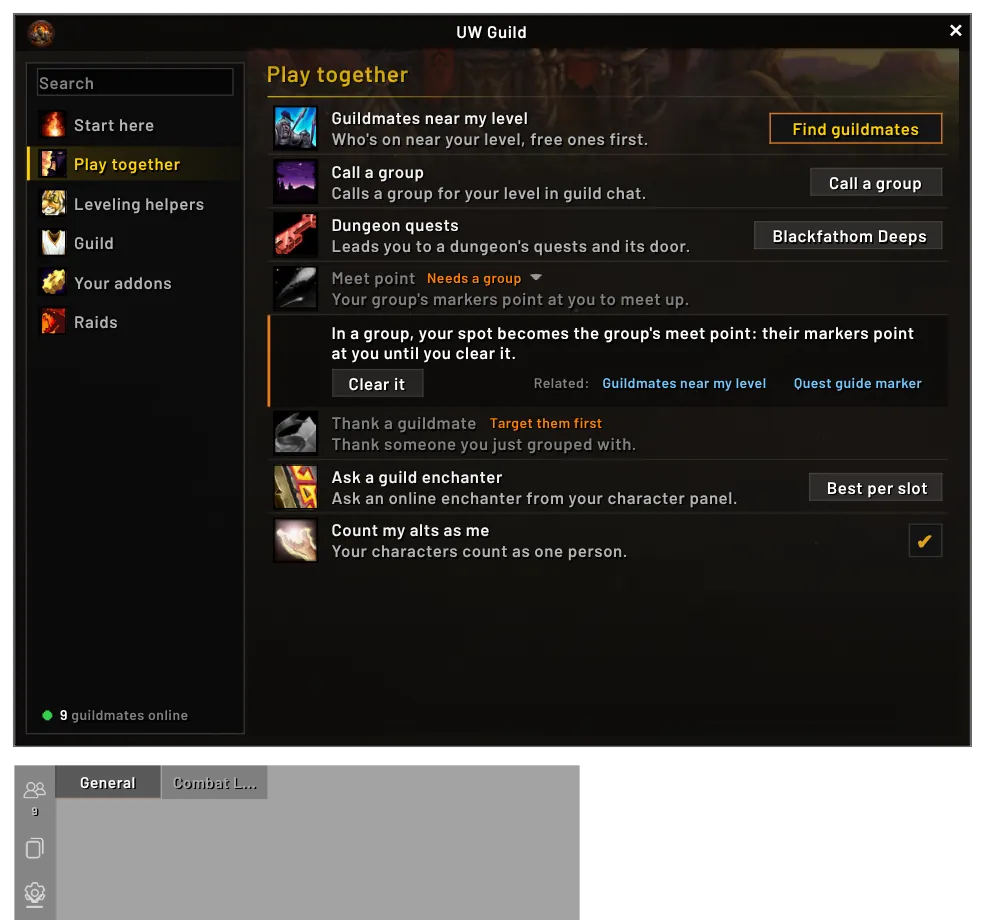 UW Guild
Search
Start here
Play together
Leveling helpers
Guild
Your addons
Raids
9 guildmates online
Play together
Guildmates near my level
Who's on near your level, free ones first.
Find guildmates
Call a group
Calls a group for your level in guild chat.
Call a group
Dungeon quests
Leads you to a dungeon's quests and its door.
Blackfathom Deeps
Meet point Needs a group
Your group's markers point at you to meet up.
In a group, your spot becomes the group's meet point: their markers point
at you until you clear it.
Clear it
Related: Guildmates near my level Quest guide marker
Thank a guildmate Target them first
Thank someone you just grouped with.
Ask a guild enchanter
Ask an online enchanter from your character panel.
Best per slot
Count my alts as me
Your characters count as one person.
General
Combat L...
9